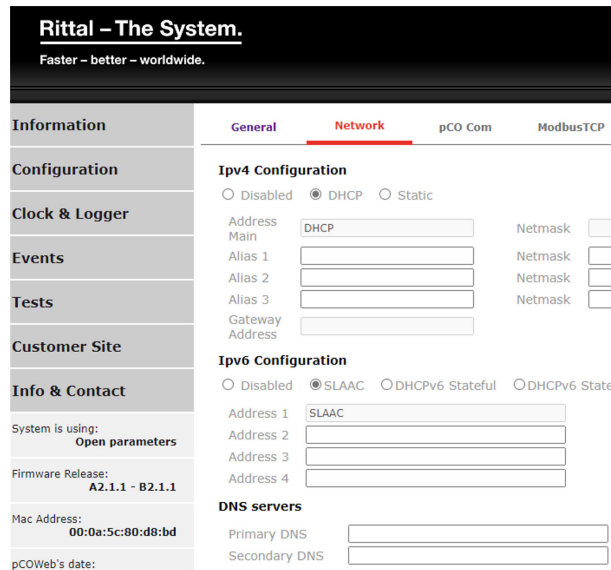 Rittal – The System.
Faster – better – worldwide.
Information
Configuration
Clock & Logger
Events
Tests
Customer Site
Info & Contact
System is using:
Open parameters
Firmware Release:
A2.1.1 - B2.1.1
Mac Address:
00:0a:5c:80:d8:bd
pCOWeb's date:
General Network pCO Com ModbusTCP
Ipv4 Configuration
Disabled DHCP Static
Address Main DHCP Netmask
Alias 1 Netmask
Alias 2 Netmask
Alias 3 Netmask
Gateway Address
Ipv6 Configuration
Disabled SLAAC DHCPv6 Stateful DHCPv6 State
Address 1 SLAAC
Address 2
Address 3
Address 4
DNS servers
Primary DNS
Secondary DNS